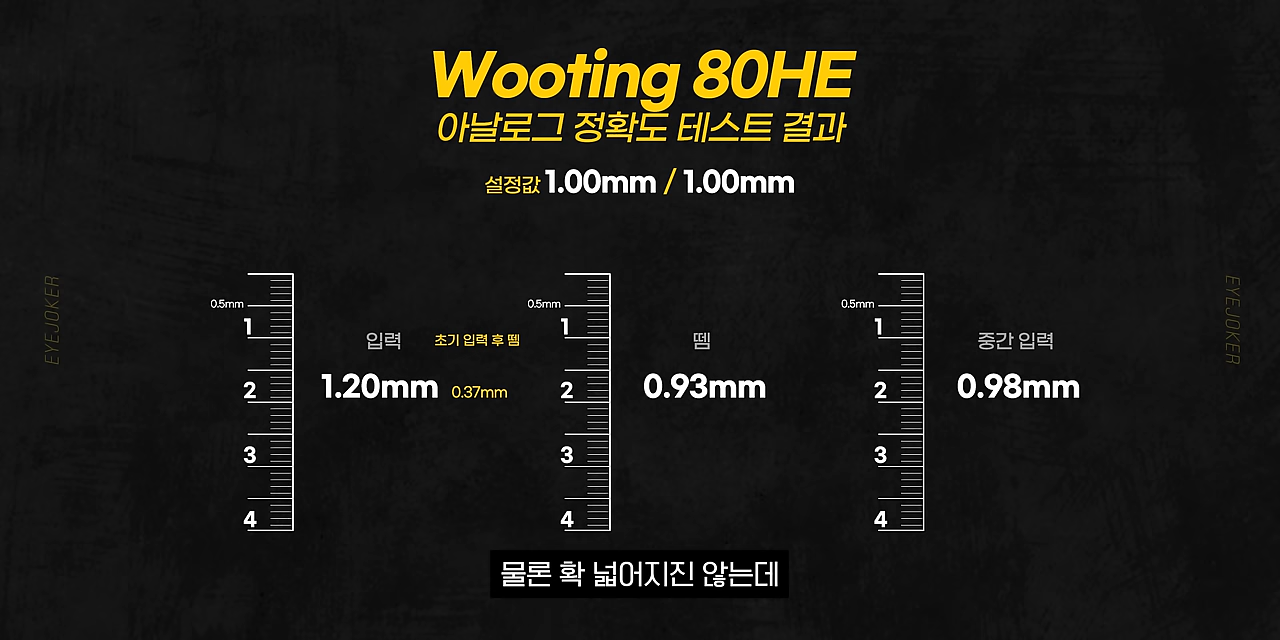 Wooting 80HE
아날로그 정확도 테스트 결과
설정값 1.00mm / 1.00mm
EYEJOKER
0.5mm
1
2
3
4
입력
1.20mm
초기 입력 후 뗌
0.37mm
0.5mm
1
2
3
4
뗌
0.93mm
0.5mm
1
2
3
4
중간 입력
0.98mm
EYEJOKER
물론 확 넓어지진 않는데